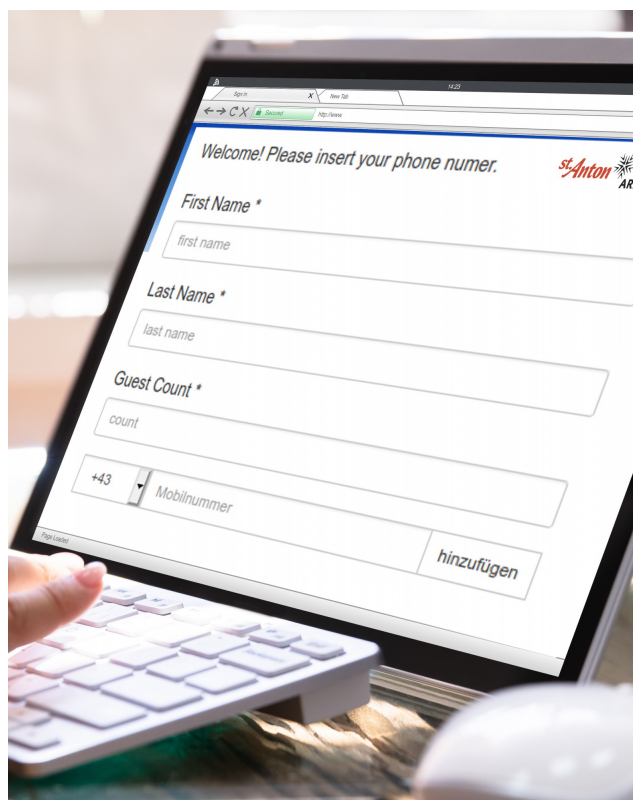 14:23
Sign in X New Tab
Secured http://www.
Welcome! Please insert your phone numer.
st.Anton
AR
First Name *
first name
Last Name *
last name
Guest Count *
count
+43 Mobilnummer hinzufügen
Page Loaded